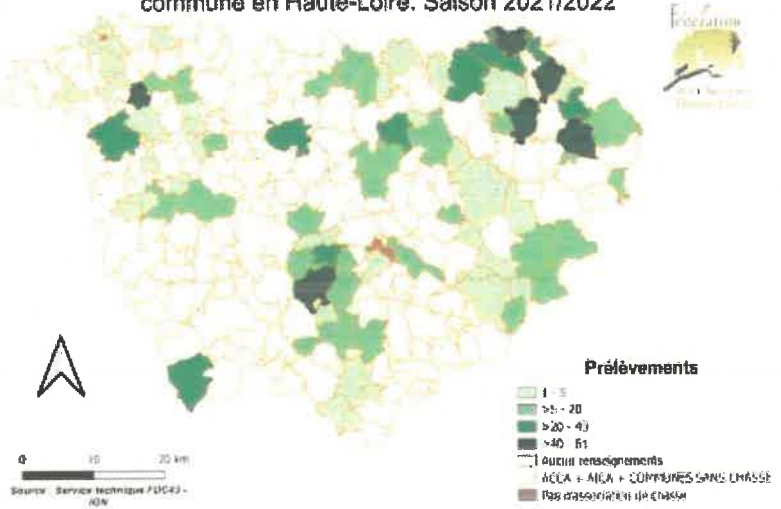 commune en Haute-Loire. Saison 2021/2022
Fédération
Prélèvements
1 - 5
>5 - 20
>20 - 40
>40 - 61
Aucun renseignements
ACCA + AICA + COMMUNES SANS CHASSE
Pas d'association de chasse
0 10 20 km
Source : Service technique FDC43 -
IGN